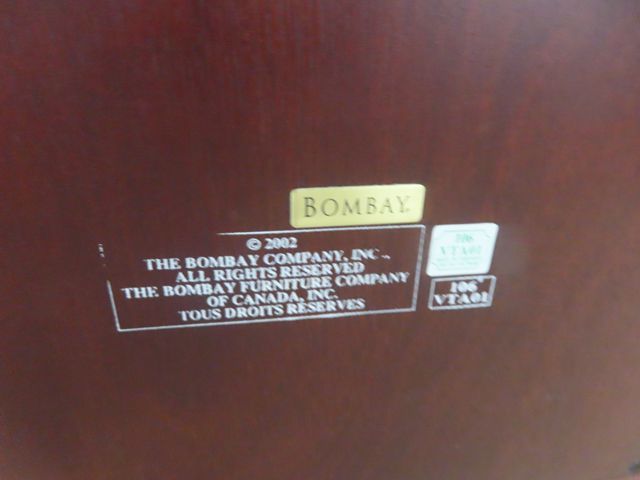 BOMBAY
© 2002
THE BOMBAY COMPANY, INC.,
ALL RIGHTS RESERVED
THE BOMBAY FURNITURE COMPANY
OF CANADA, INC.
TOUS DROITS RÉSERVÉS
106
VTA01
106
VTA01